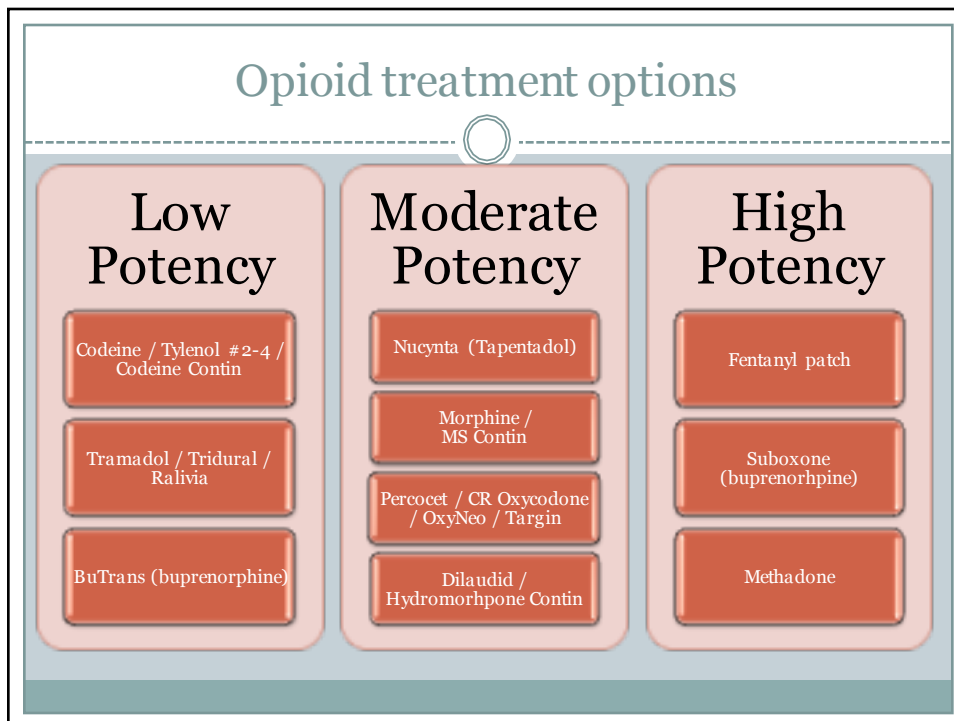 Opioid treatment options
Low
Potency
Codeine / Tylenol #2-4 /
Codeine Contin
Tramadol / Tridural /
Ralivia
BuTrans (buprenorphine)
Moderate
Potency
Nucynta (Tapentadol)
Morphine /
MS Contin
Percocet / CR Oxycodone
/ OxyNeo / Targin
Dilaudid /
Hydromorhpone Contin
High
Potency
Fentanyl patch
Suboxone
(buprenorhpine)
Methadone